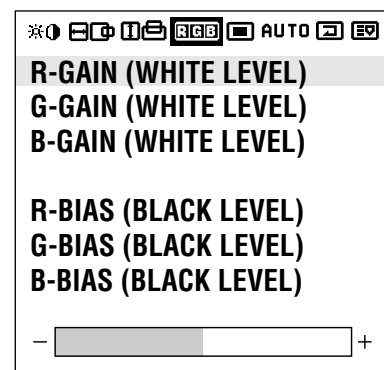 RGB AUTO
R-GAIN (WHITE LEVEL)
G-GAIN (WHITE LEVEL)
B-GAIN (WHITE LEVEL)
R-BIAS (BLACK LEVEL)
G-BIAS (BLACK LEVEL)
B-BIAS (BLACK LEVEL)
− +